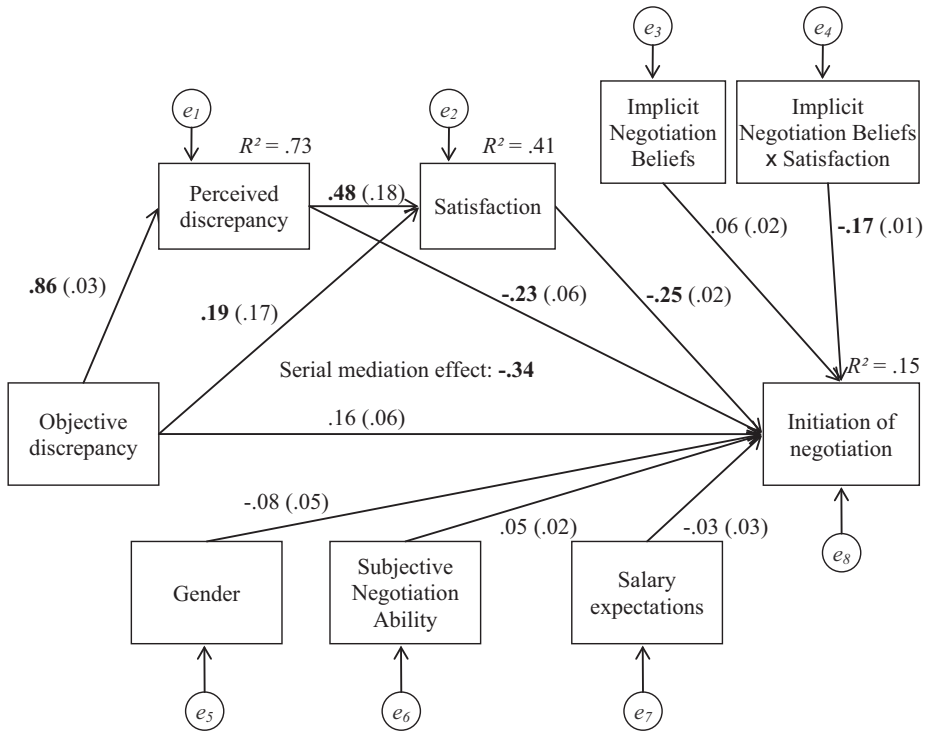 e3
e4
Implicit
Negotiation
Beliefs
Implicit
Negotiation Beliefs
x Satisfaction
e1
e2
R² = .73
R² = .41
Perceived
discrepancy
.48 (.18)
Satisfaction
.06 (.02)
-.17 (.01)
.86 (.03)
.19 (.17)
-.23 (.06)
-.25 (.02)
Serial mediation effect: -.34
R² = .15
Objective
discrepancy
.16 (.06)
Initiation of
negotiation
-.08 (.05)
.05 (.02)
-.03 (.03)
e8
Gender
Subjective
Negotiation
Ability
Salary
expectations
e5
e6
e7